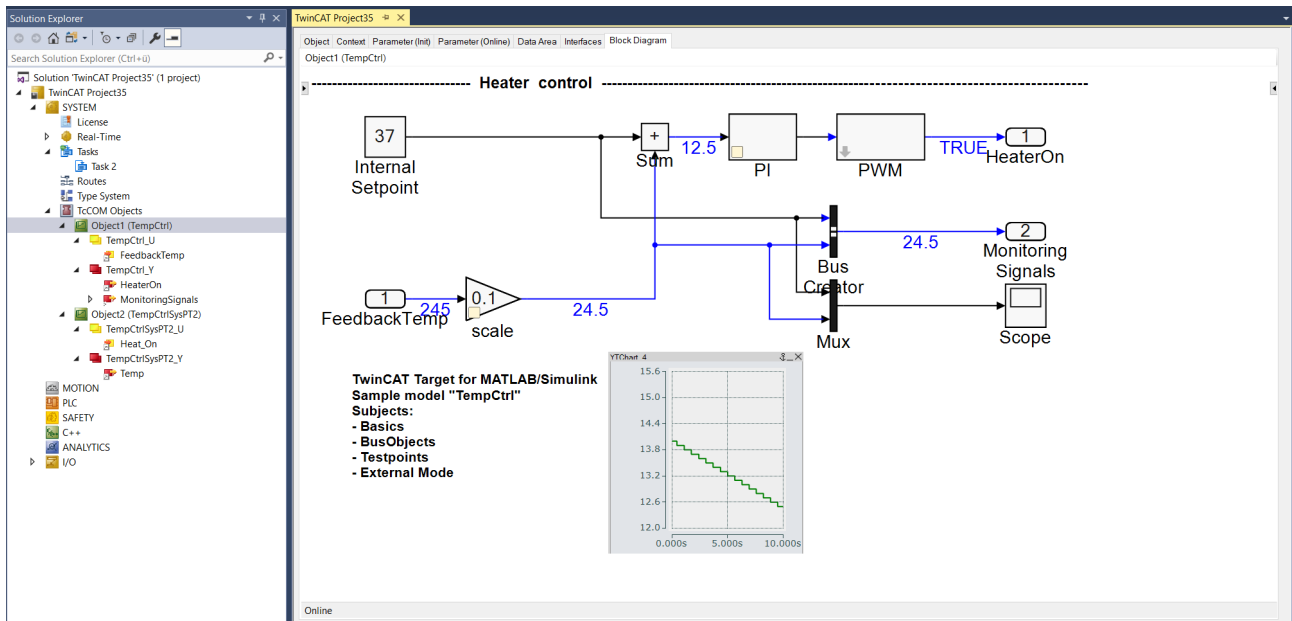 Solution Explorer
Search Solution Explorer (Ctrl+ü)
Solution 'TwinCAT Project35' (1 project)
TwinCAT Project35
SYSTEM
License
Real-Time
Tasks
Task 2
Routes
Type System
TcCOM Objects
Object1 (TempCtrl)
TempCtrl_U
FeedbackTemp
TempCtrl_Y
HeaterOn
MonitoringSignals
Object2 (TempCtrlSysPT2)
TempCtrlSysPT2_U
Heat_On
TempCtrlSysPT2_Y
Temp
MOTION
PLC
SAFETY
C++
ANALYTICS
I/O
TwinCAT Project35
Object Context Parameter (Init) Parameter (Online) Data Area Interfaces Block Diagram
Object1 (TempCtrl)
------------------------------ Heater control ------------------------------
37
Internal
Setpoint
+
Sum
12.5
PI
PWM
TRUE
1
HeaterOn
24.5
Bus
Creator
2
Monitoring
Signals
1
FeedbackTemp
245
0.1
scale
24.5
Mux
Scope
TwinCAT Target for MATLAB/Simulink
Sample model "TempCtrl"
Subjects:
- Basics
- BusObjects
- Testpoints
- External Mode
YTChart_4
15.6
15.0
14.4
13.8
13.2
12.6
12.0
0.000s 5.000s 10.000s
Online